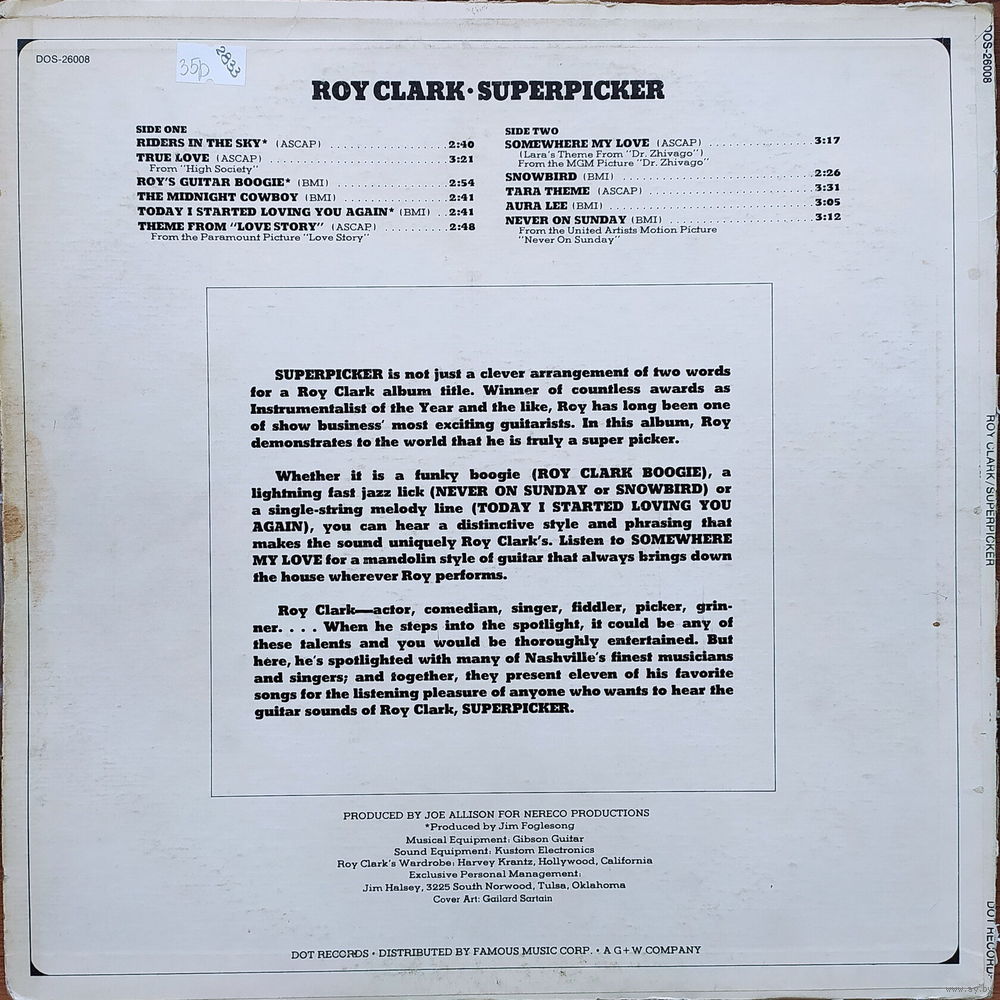 DOS-26008
35p.
2833
ROY CLARK • SUPERPICKER
SIDE ONE
RIDERS IN THE SKY* (ASCAP) .................... 2:40
TRUE LOVE (ASCAP) .............................. 3:21
From "High Society"
ROY'S GUITAR BOOGIE* (BMI) .................... 2:54
THE MIDNIGHT COWBOY (BMI) ................... 2:41
TODAY I STARTED LOVING YOU AGAIN* (BMI) .. 2:41
THEME FROM "LOVE STORY" (ASCAP) .......... 2:48
From the Paramount Picture "Love Story"
SIDE TWO
SOMEWHERE MY LOVE (ASCAP) ................. 3:17
(Lara's Theme From "Dr. Zhivago")
From the MGM Picture "Dr. Zhivago"
SNOWBIRD (BMI) ................................. 2:26
TARA THEME (ASCAP) ........................... 3:31
AURA LEE (BMI) .................................. 3:05
NEVER ON SUNDAY (BMI) ....................... 3:12
From the United Artists Motion Picture
"Never On Sunday"
SUPERPICKER is not just a clever arrangement of two words
for a Roy Clark album title. Winner of countless awards as
Instrumentalist of the Year and the like, Roy has long been one
of show business' most exciting guitarists. In this album, Roy
demonstrates to the world that he is truly a super picker.
Whether it is a funky boogie (ROY CLARK BOOGIE), a
lightning fast jazz lick (NEVER ON SUNDAY or SNOWBIRD) or
a single-string melody line (TODAY I STARTED LOVING YOU
AGAIN), you can hear a distinctive style and phrasing that
makes the sound uniquely Roy Clark's. Listen to SOMEWHERE
MY LOVE for a mandolin style of guitar that always brings down
the house wherever Roy performs.
Roy Clark—actor, comedian, singer, fiddler, picker, grin-
ner. . . . When he steps into the spotlight, it could be any of
these talents and you would be thoroughly entertained. But
here, he's spotlighted with many of Nashville's finest musicians
and singers; and together, they present eleven of his favorite
songs for the listening pleasure of anyone who wants to hear the
guitar sounds of Roy Clark, SUPERPICKER.
PRODUCED BY JOE ALLISON FOR NERECO PRODUCTIONS
*Produced by Jim Foglesong
Musical Equipment: Gibson Guitar
Sound Equipment: Kustom Electronics
Roy Clark's Wardrobe: Harvey Krantz, Hollywood, California
Exclusive Personal Management:
Jim Halsey, 3225 South Norwood, Tulsa, Oklahoma
Cover Art: Gailard Sartain
DOT RECORDS • DISTRIBUTED BY FAMOUS MUSIC CORP. • A G+W COMPANY
DOS-26008
ROY CLARK/SUPERPICKER
DOT RECORDS
www.ay.by